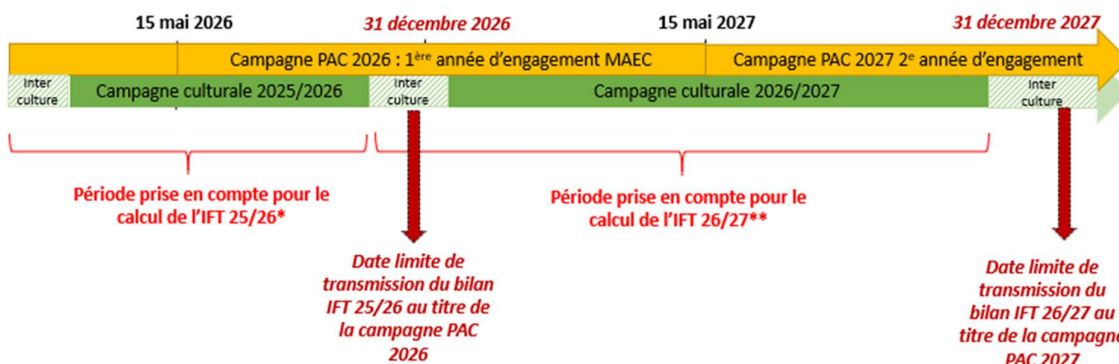 15 mai 2026
31 décembre 2026
15 mai 2027
31 décembre 2027
Campagne PAC 2026 : 1ère année d’engagement MAEC
Campagne PAC 2027 2e année d’engagement
Inter
culture
Campagne culturale 2025/2026
Inter
culture
Campagne culturale 2026/2027
Inter
culture
Période prise en compte pour le
calcul de l’IFT 25/26*
Période prise en compte pour le
calcul de l’IFT 26/27**
Date limite de
transmission du bilan
IFT 25/26 au titre de
la campagne PAC
2026
Date limite de
transmission du
bilan IFT 26/27 au
titre de la campagne
PAC 2027